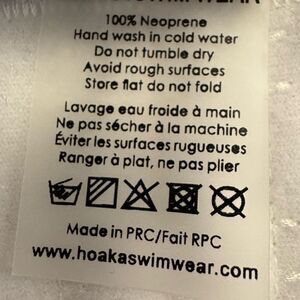 100% Neoprene
Hand wash in cold water
Do not tumble dry
Avoid rough surfaces
Store flat do not fold
Lavage eau froide à main
Ne pas sécher à la machine
Éviter les surfaces rugueuses
Ranger à plat, ne pas plier
Made in PRC/Fait RPC
www.hoakaswimwear.com